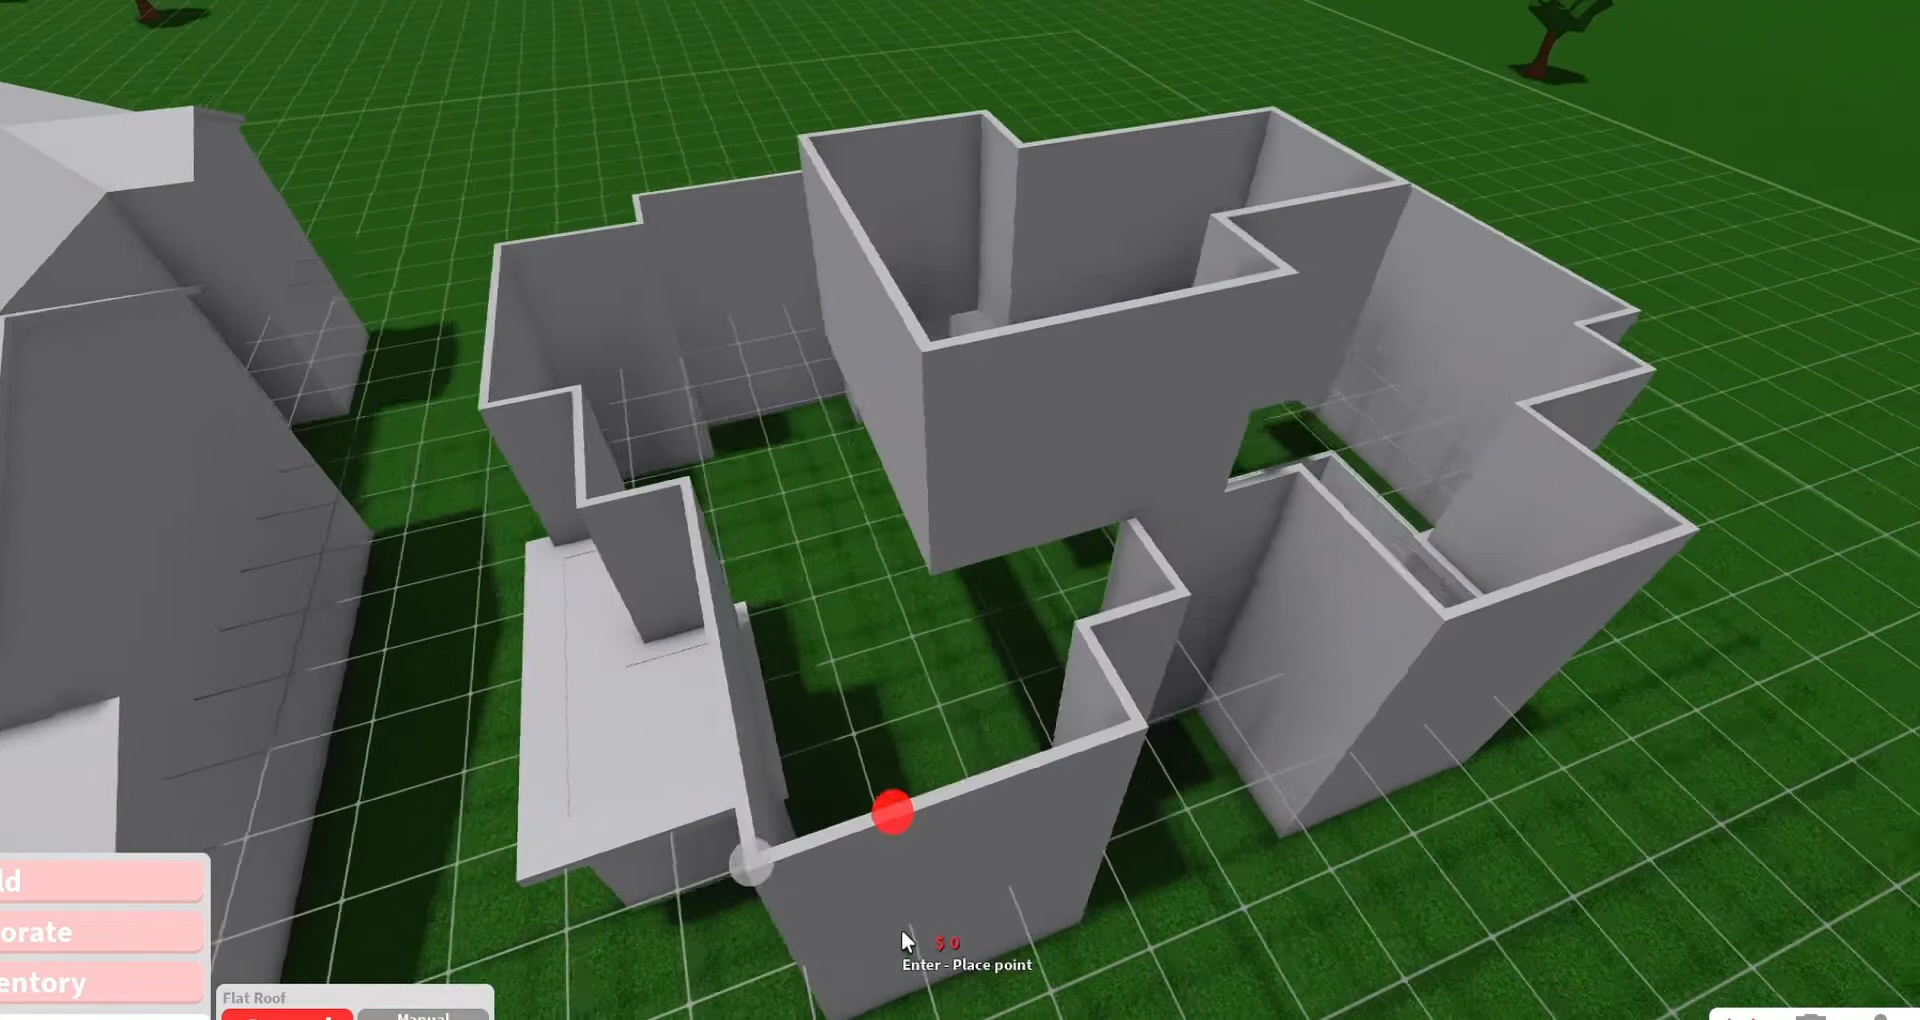 ld
orate
entory
$ 0
Enter - Place point
Flat Roof
Manual